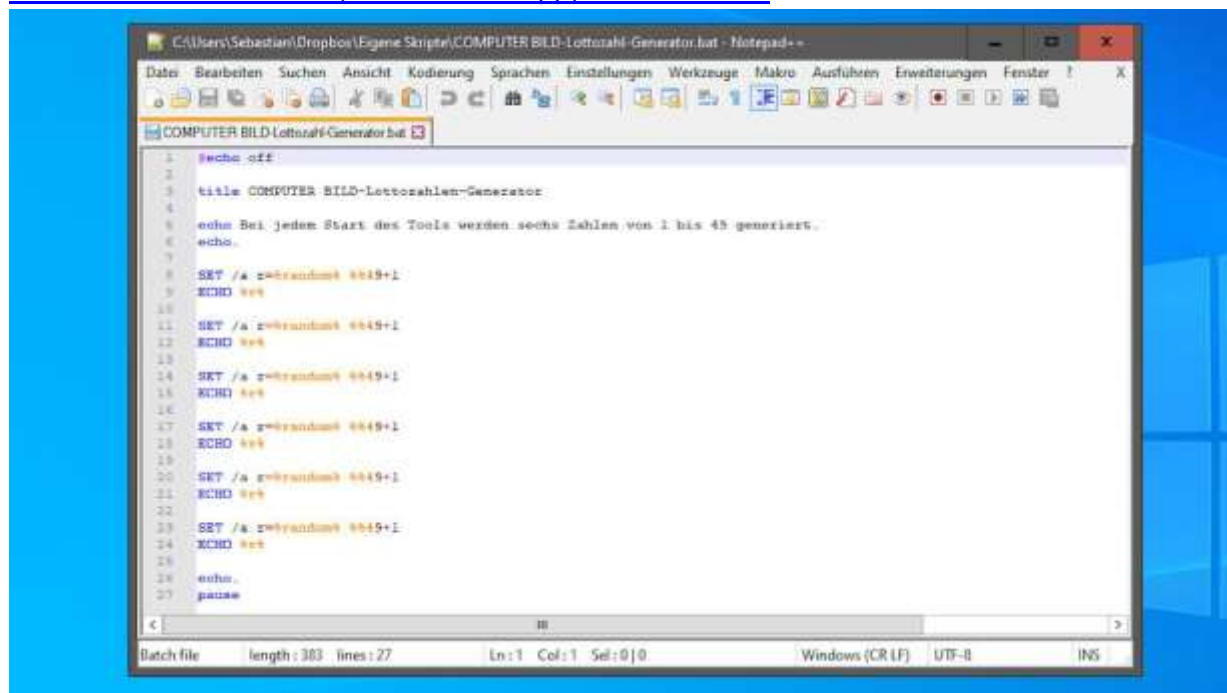 C:\Users\Sebastian\Dropbox\Eigene Skripte\COMPUTER BILD-Lottozahl-Generator.bat - Notepad++
Datei Bearbeiten Suchen Ansicht Kodierung Sprachen Einstellungen Werkzeuge Makro Ausführen Erweiterungen Fenster ? X
COMPUTER BILD-Lottozahl-Generator.bat
1 @echo off
2
3 title COMPUTER BILD-Lottozahlen-Generator
4
5 echo Bei jedem Start des Tools werden sechs Zahlen von 1 bis 49 generiert.
6 echo.
7
8 SET /a r=%random% %%49+1
9 ECHO %r%
10
11 SET /a r=%random% %%49+1
12 ECHO %r%
13
14 SET /a r=%random% %%49+1
15 ECHO %r%
16
17 SET /a r=%random% %%49+1
18 ECHO %r%
19
20 SET /a r=%random% %%49+1
21 ECHO %r%
22
23 SET /a r=%random% %%49+1
24 ECHO %r%
25
26 echo.
27 pause
Batch file length : 383 lines : 27 Ln : 1 Col : 1 Sel : 0 | 0 Windows (CR LF) UTF-8 INS